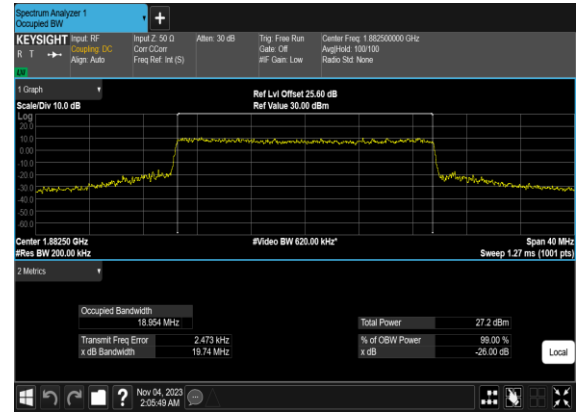 Spectrum Analyzer 1
Occupied BW
+
KEYSIGHT Input: RF Input Z: 50 Ω Atten: 30 dB Trig: Free Run Center Freq: 1.882500000 GHz
R T Coupling: DC Corr CCorr Gate: Off Avg|Hold: 100/100
Align: Auto Freq Ref: Int (S) #IF Gain: Low Radio Std: None
1 Graph
Ref Lvl Offset 25.60 dB
Scale/Div 10.0 dB Ref Value 30.00 dBm
Log
20.0
10.0
0.00
-10.0
-20.0
-30.0
-40.0
-50.0
-60.0
Center 1.88250 GHz #Video BW 620.00 kHz* Span 40 MHz
#Res BW 200.00 kHz Sweep 1.27 ms (1001 pts)
2 Metrics
Occupied Bandwidth
18.954 MHz Total Power 27.2 dBm
Transmit Freq Error 2.473 kHz % of OBW Power 99.00 %
x dB Bandwidth 19.74 MHz x dB -26.00 dB
Local
? Nov 04, 2023
2:05:49 AM